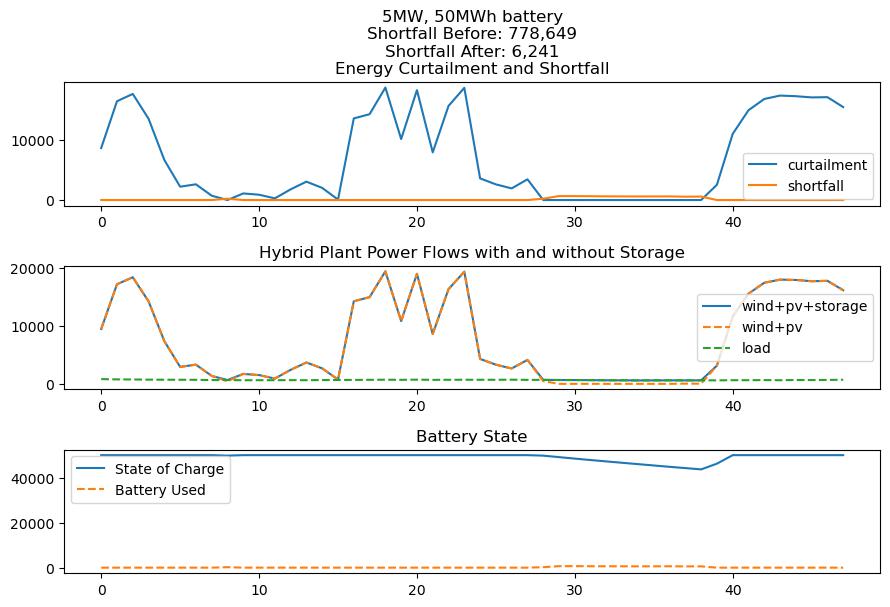 5MW, 50MWh battery
Shortfall Before: 778,649
Shortfall After: 6,241
Energy Curtailment and Shortfall
10000
0
curtailment
shortfall
0
10
20
30
40
Hybrid Plant Power Flows with and without Storage
20000
10000
0
wind+pv+storage
wind+pv
load
0
10
20
30
40
Battery State
40000
20000
0
State of Charge
Battery Used
0
10
20
30
40